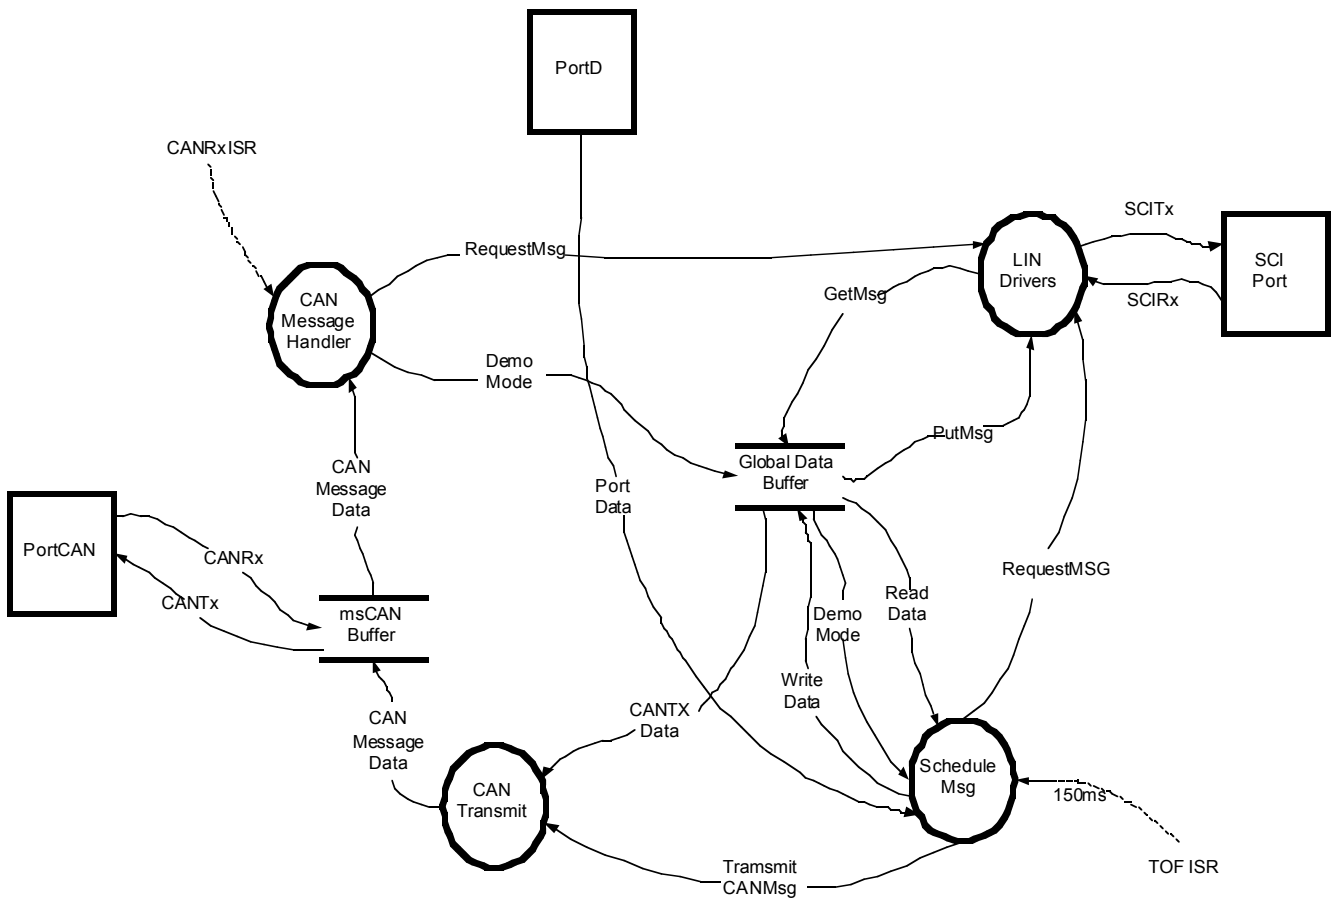 PortD
CANRxISR
SCITx
RequestMsg
LIN
Drivers
SCI
Port
GetMsg
SCIRx
CAN
Message
Handler
Demo
Mode
PutMsg
Global Data
Buffer
CAN
Message
Data
Port
Data
PortCAN
CANRx
CANTx
RequestMSG
msCAN
Buffer
Demo
Mode
Read
Data
Write
Data
CANTX
Data
CAN
Message
Data
Schedule
Msg
150ms
CAN
Transmit
TOF ISR
Tramsmit
CANMsg